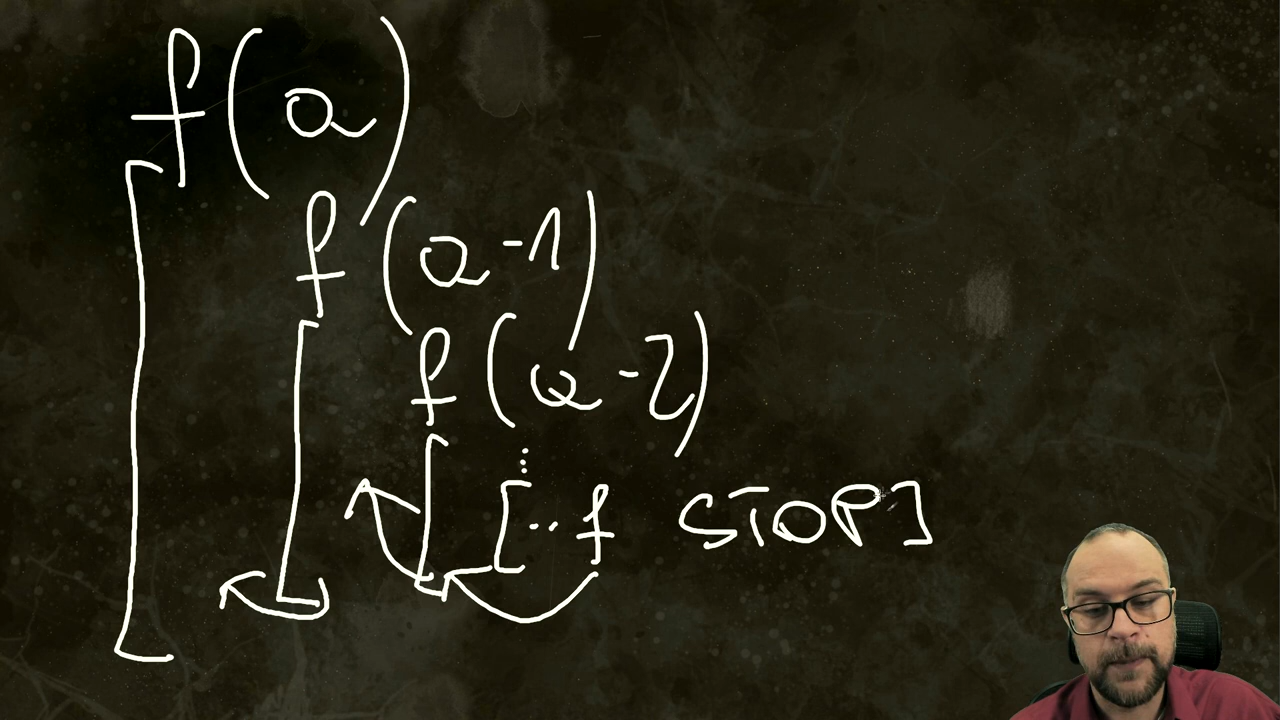 f(a)
f(a-1)
f(a-2)
⋮
[.. f STOP]